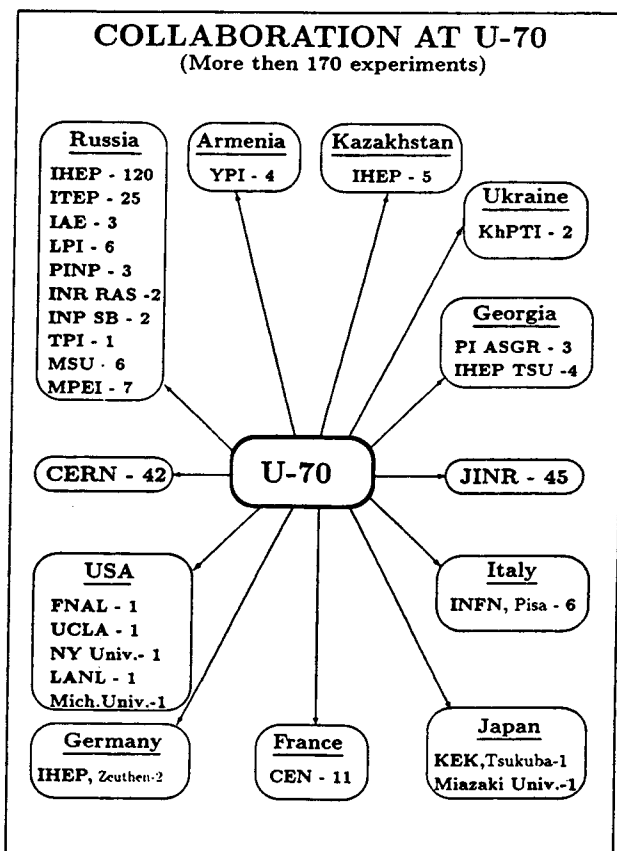 COLLABORATION AT U-70
(More then 170 experiments)
Russia
IHEP - 120
ITEP - 25
IAE - 3
LPI - 6
PINP - 3
INR RAS -2
INP SB - 2
TPI - 1
MSU - 6
MPEI - 7
Armenia
YPI - 4
Kazakhstan
IHEP - 5
Ukraine
KhPTI - 2
Georgia
PI ASGR - 3
IHEP TSU -4
CERN - 42
U-70
JINR - 45
USA
FNAL - 1
UCLA - 1
NY Univ.- 1
LANL - 1
Mich.Univ.-1
Italy
INFN, Pisa - 6
Germany
IHEP, Zeuthen-2
France
CEN - 11
Japan
KEK,Tsukuba-1
Miazaki Univ.-1